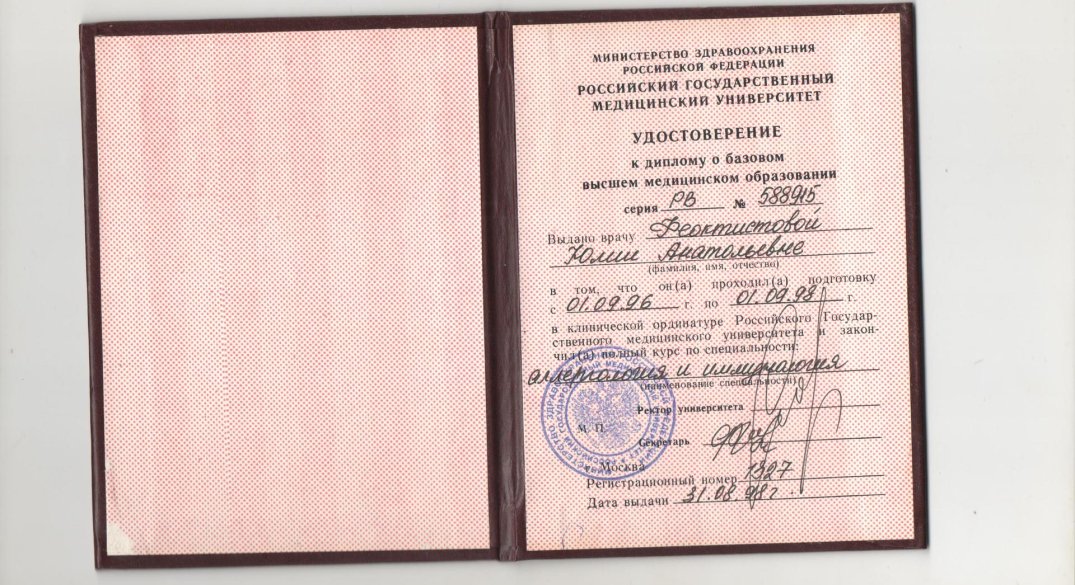 МИНИСТЕРСТВО ЗДРАВООХРАНЕНИЯ
РОССИЙСКОЙ ФЕДЕРАЦИИ
РОССИЙСКИЙ ГОСУДАРСТВЕННЫЙ
МЕДИЦИНСКИЙ УНИВЕРСИТЕТ
УДОСТОВЕРЕНИЕ
к диплому о базовом
высшем медицинском образовании
серия РВ № 588915
Выдано врачу Феоктистовой
Юлии Анатольевне
(фамилия, имя, отчество)
в том, что он(а) проходил(а) подготовку
с 01.09.96 г. по 01.09.98 г.
в клинической ординатуре Российского Государ-
ственного медицинского университета и закон-
чил(а) полный курс по специальности:
аллергология и иммунология
(наименование специальности)
Ректор университета
М. П.
Секретарь
Москва
Регистрационный номер 1327
Дата выдачи 31.08.98 г.